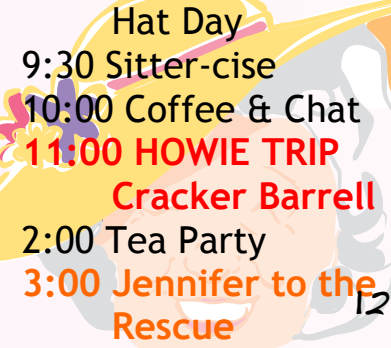 Hat Day
9:30 Sitter-cise
10:00 Coffee & Chat
11:00 HOWIE TRIP
Cracker Barrell
2:00 Tea Party
3:00 Jennifer to the
Rescue
12